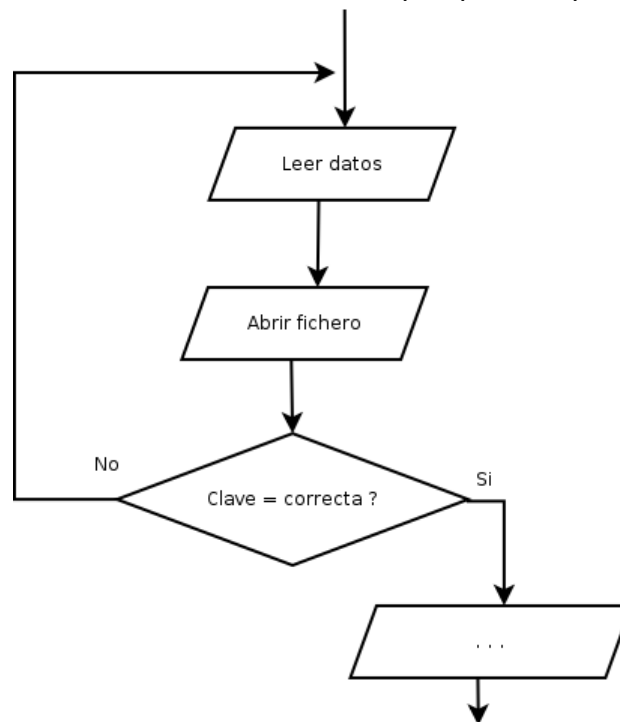 Leer datos
Abrir fichero
No
Clave = correcta ?
Si
. . .